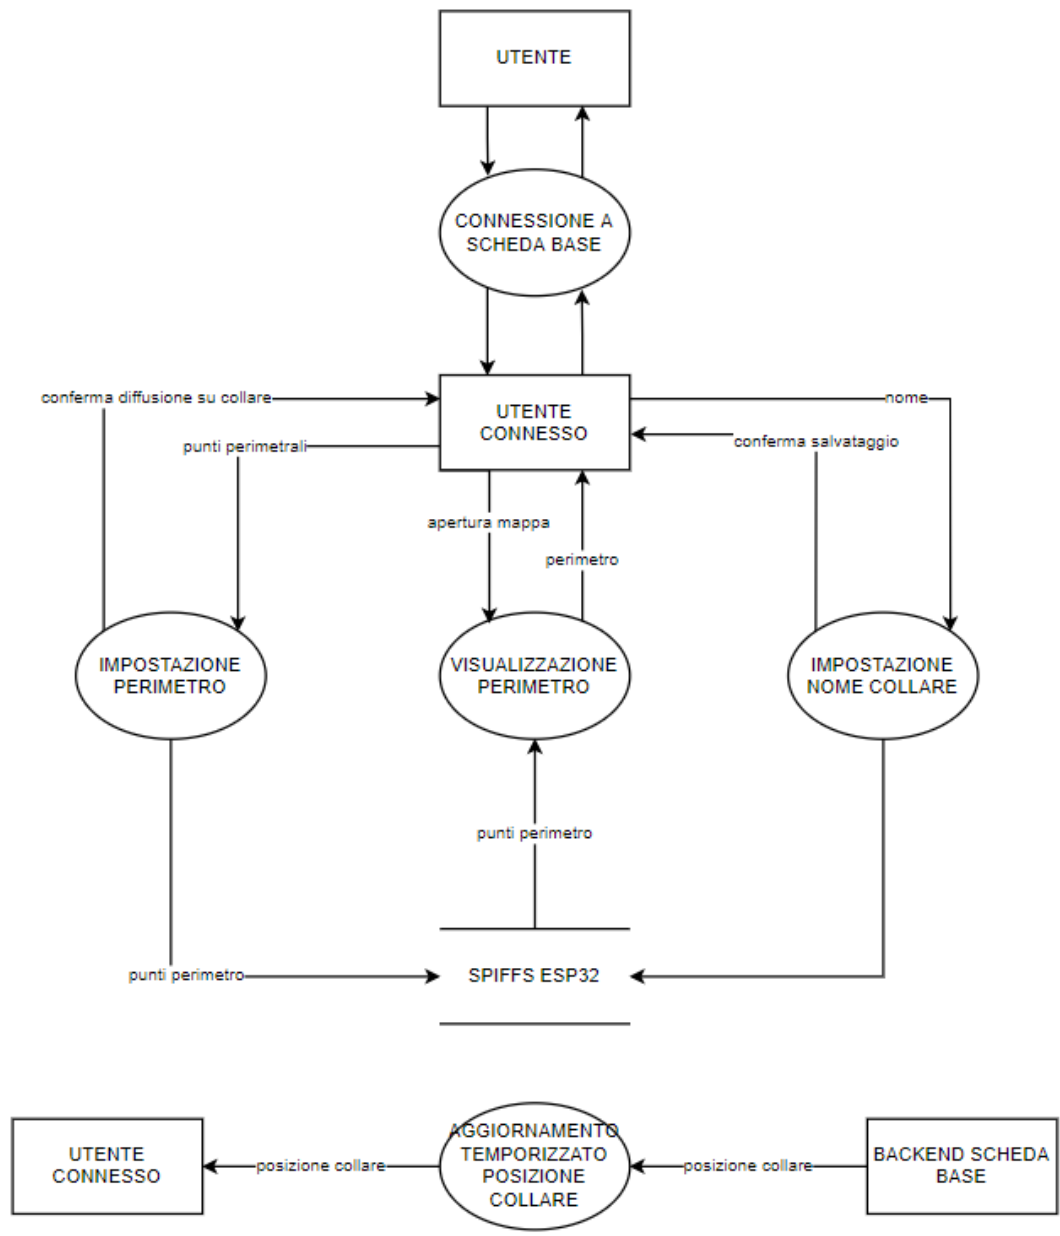 UTENTE
CONNESSIONE A
SCHEDA BASE
conferma diffusione su collare
UTENTE
CONNESSO
nome
punti perimetrali
conferma salvataggio
apertura mappa
perimetro
IMPOSTAZIONE
PERIMETRO
VISUALIZZAZIONE
PERIMETRO
IMPOSTAZIONE
NOME COLLARE
punti perimetro
punti perimetro
SPIFFS ESP32
UTENTE
CONNESSO
posizione collare
AGGIORNAMENTO
TEMPORIZZATO
POSIZIONE
COLLARE
posizione collare
BACKEND SCHEDA
BASE